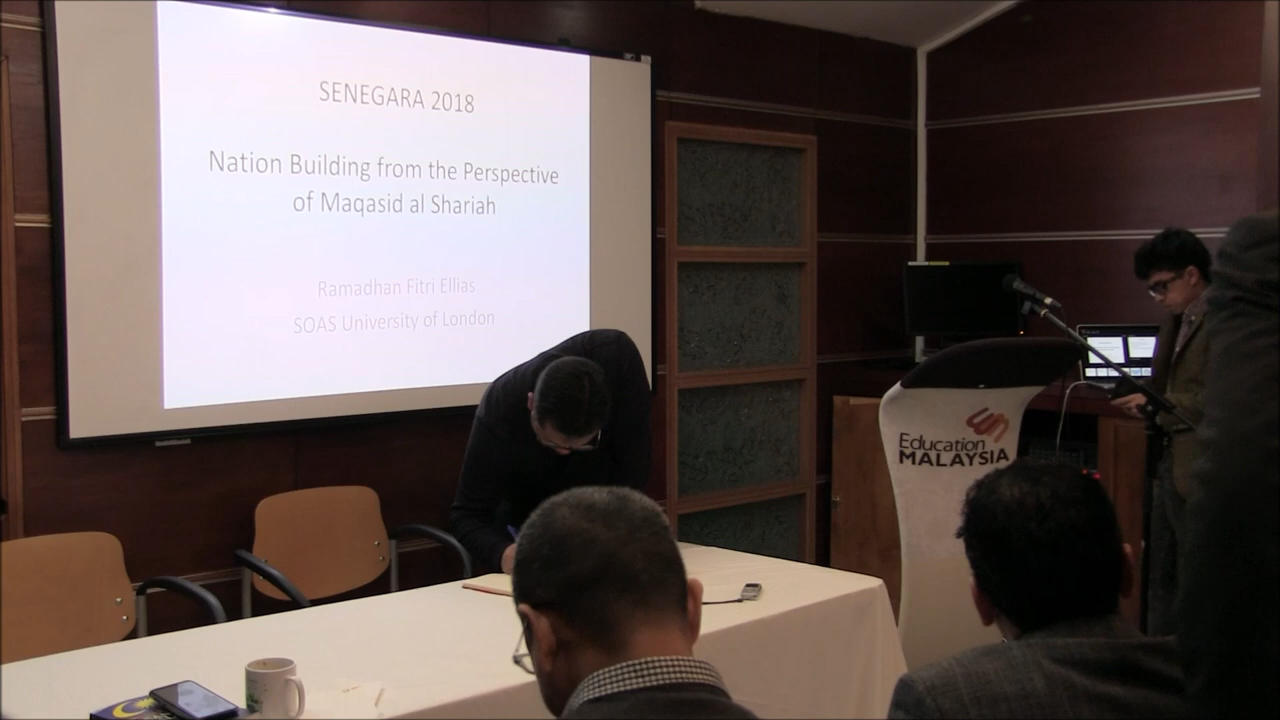 SENEGARA 2018
Nation Building from the Perspective
of Maqasid al Shariah
Ramadhan Fitri Ellias
SOAS University of London
Education
MALAYSIA